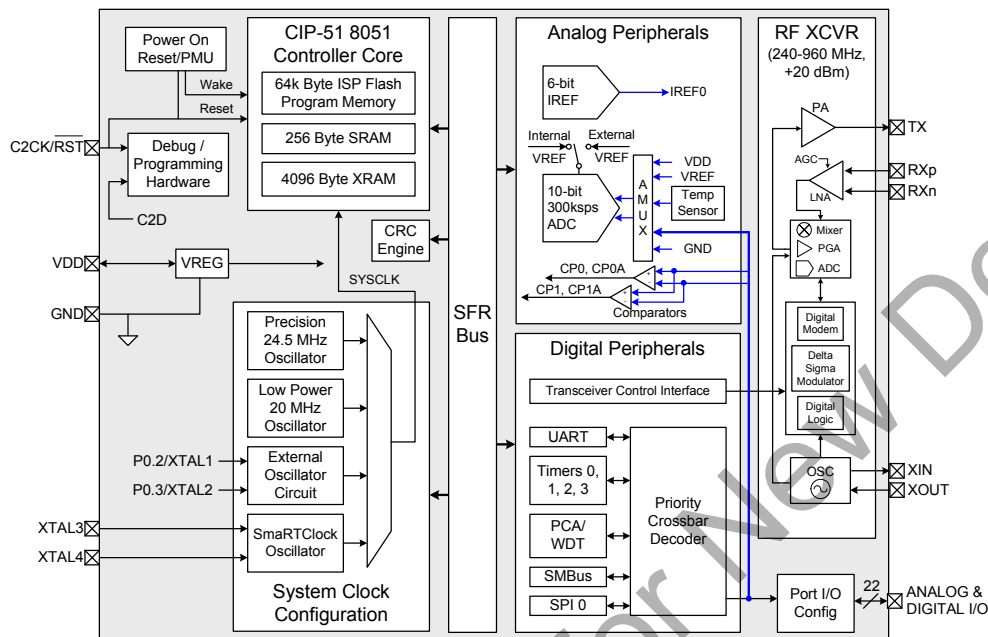 Power On
Reset/PMU
Wake
Reset
C2CK/RST
Debug /
Programming
Hardware
C2D
VDD
VREG
GND
CIP-51 8051
Controller Core
64k Byte ISP Flash
Program Memory
256 Byte SRAM
4096 Byte XRAM
CRC
Engine
SYSCLK
Precision
24.5 MHz
Oscillator
Low Power
20 MHz
Oscillator
P0.2/XTAL1
P0.3/XTAL2
External
Oscillator
Circuit
XTAL3
XTAL4
SmaRTClock
Oscillator
System Clock
Configuration
SFR
Bus
Analog Peripherals
6-bit
IREF
IREF0
Internal
External
VREF
VREF
10-bit
300ksps
ADC
A
M
U
X
VDD
VREF
Temp
Sensor
GND
CP0, CP0A
+
-
CP1, CP1A
+
-
Comparators
Digital Peripherals
Transceiver Control Interface
UART
Timers 0,
1, 2, 3
PCA/
WDT
SMBus
SPI 0
Priority
Crossbar
Decoder
RF XCVR
(240-960 MHz,
+20 dBm)
PA
TX
AGC
LNA
RXp
RXn
Mixer
PGA
ADC
Digital
Modem
Delta
Sigma
Modulator
Digital
Logic
OSC
XIN
XOUT
Port I/O
Config
22
ANALOG &
DIGITAL I/O
for New De